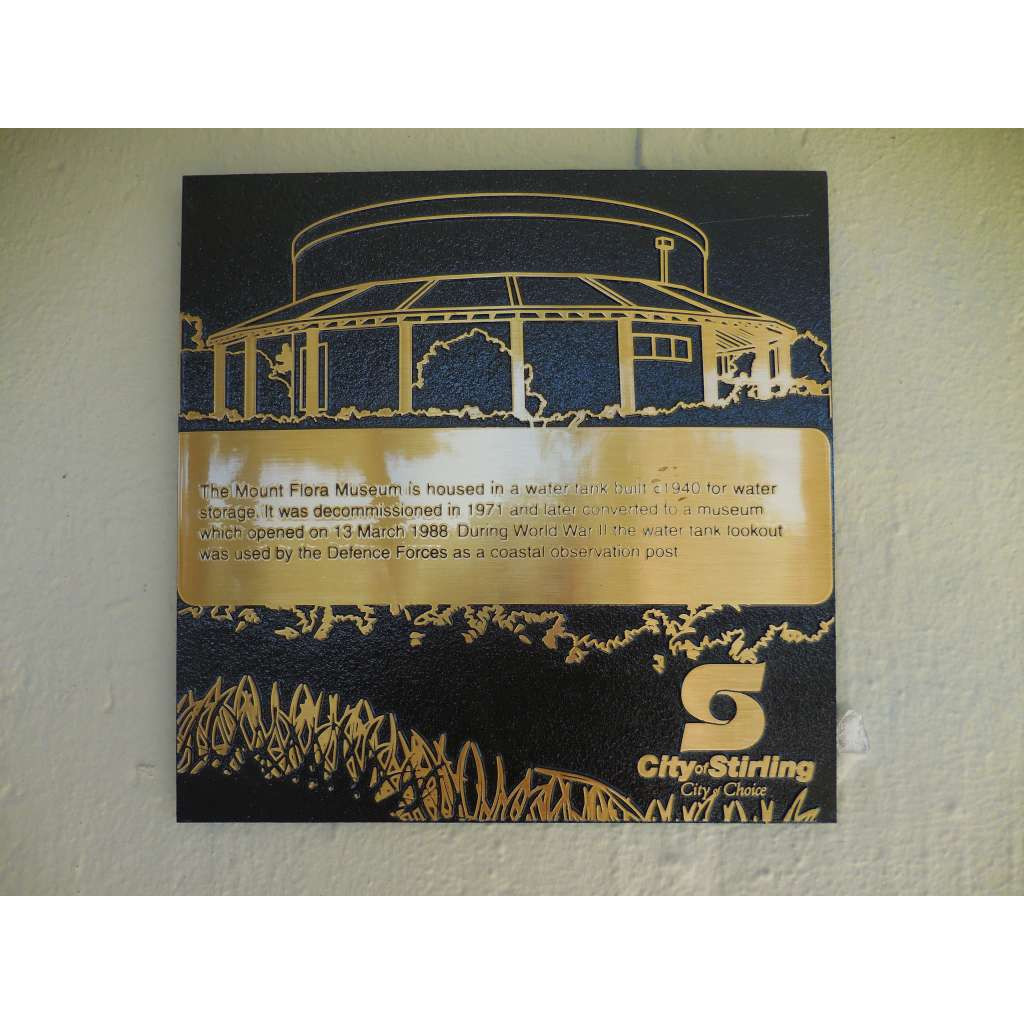 The Mount Flora Museum is housed in a water tank built c1940 for water
storage. It was decommissioned in 1971 and later converted to a museum
which opened on 13 March 1988. During World War II the water tank lookout
was used by the Defence Forces as a coastal observation post.
City of Stirling
City of Choice